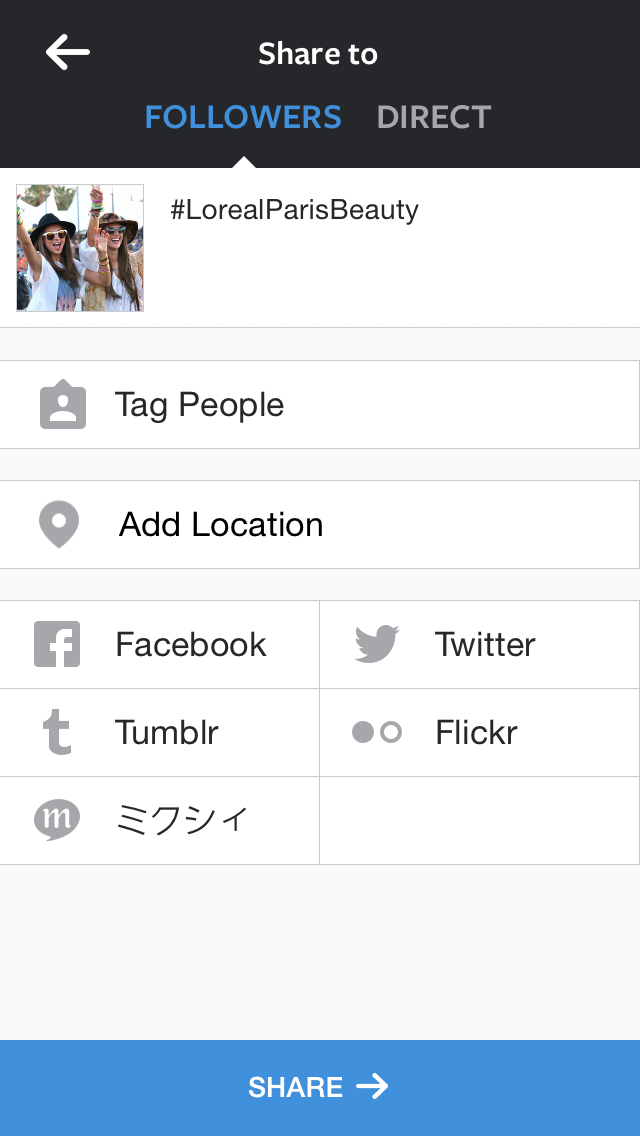 Share to
FOLLOWERS DIRECT
#LorealParisBeauty
Tag People
Add Location
Facebook Twitter
Tumblr Flickr
ミクシィ
SHARE